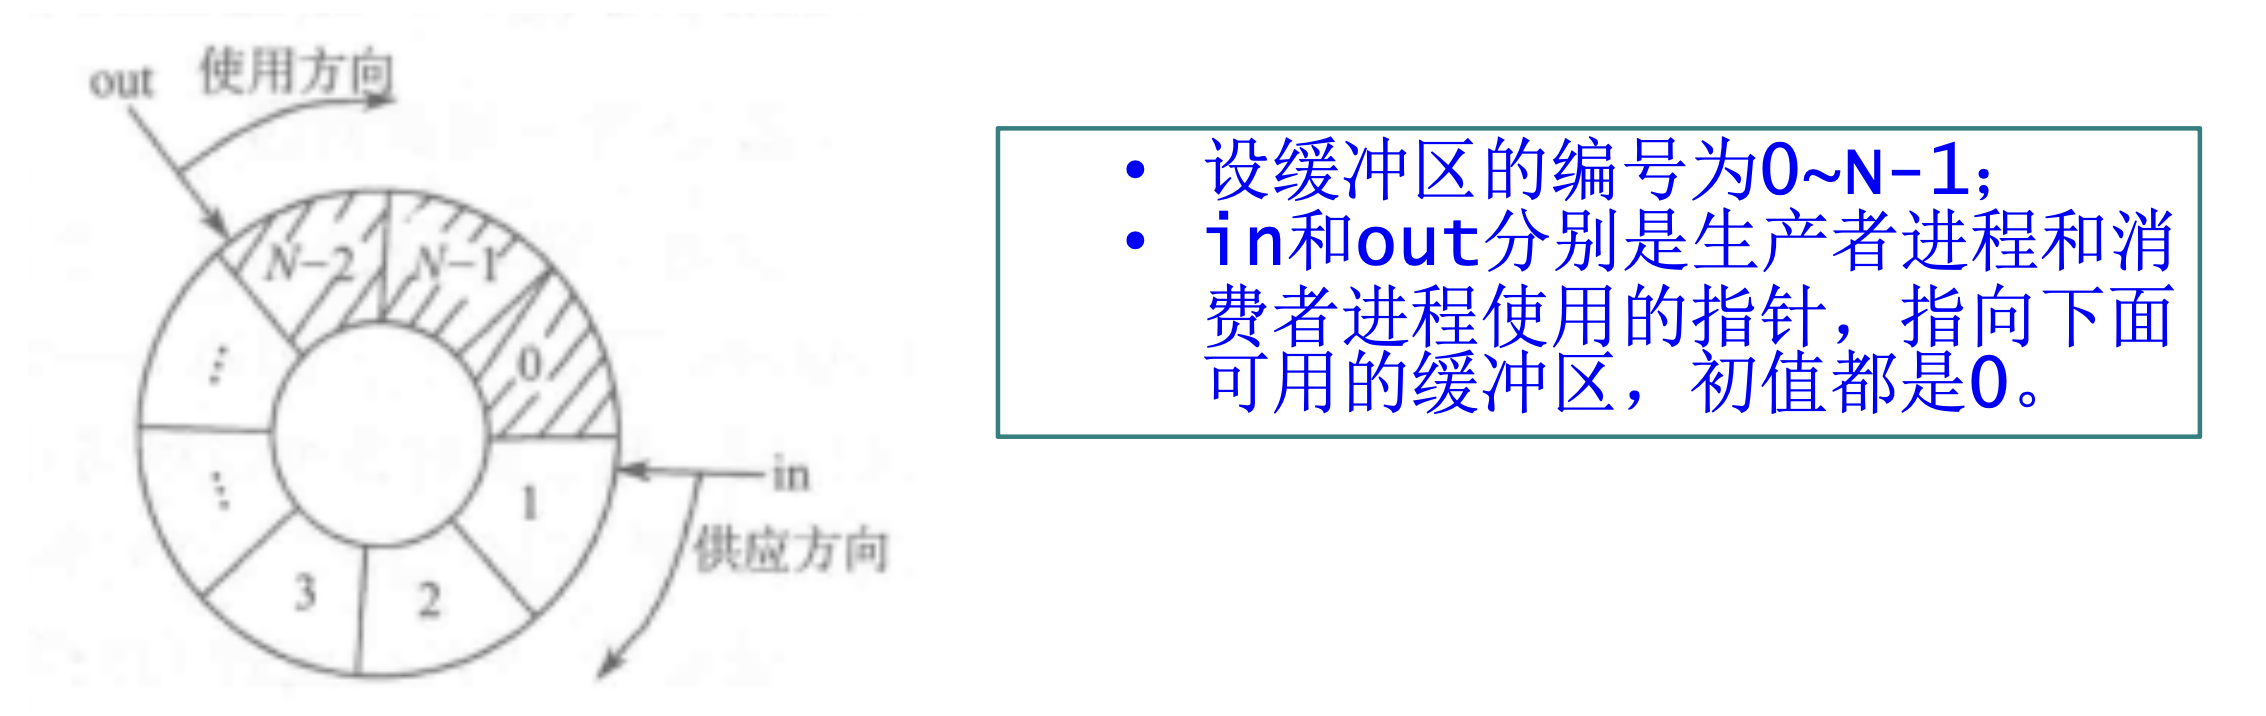 out 使用方向
N-2
N-1
0
⋮
in
1
⋮
供应方向
3
2
• 设缓冲区的编号为0~N-1；
• in和out分别是生产者进程和消
费者进程使用的指针，指向下面
可用的缓冲区，初值都是0。